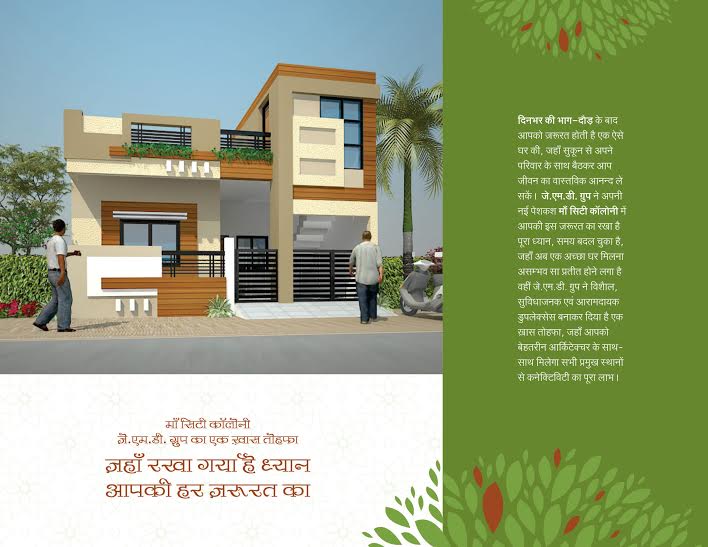 दिनभर की भाग-दौड़ के बाद
आपको जरूरत होती है एक ऐसे
घर की, जहाँ सुकून से अपने
परिवार के साथ बैठकर आप
जीवन का वास्तविक आनन्द ले
सकें। जे.एम.डी. ग्रुप ने अपनी
नई पेशकश माँ सिटी कॉलोनी में
आपकी इस जरूरत का रखा है
पूरा ध्यान, समय बदल चुका है,
जहाँ अब एक अच्छा घर मिलना
असम्भव सा प्रतीत होने लगा है
वहीं जे.एम.डी. ग्रुप ने विशाल,
सुविधाजनक एवं आरामदायक
डुपलेक्सेस बनाकर दिया है एक
ख़ास तोहफा, जहाँ आपको
बेहतरीन आर्किटेक्चर के साथ-
साथ मिलेगा सभी प्रमुख स्थानों
से कनेक्टिविटी का पूरा लाभ।
माँ सिटी कॉलोनी
जे.एम.डी. ग्रुप का एक ख़ास तोहफा
जहाँ रखा गया है ध्यान
आपकी हर ज़रूरत का